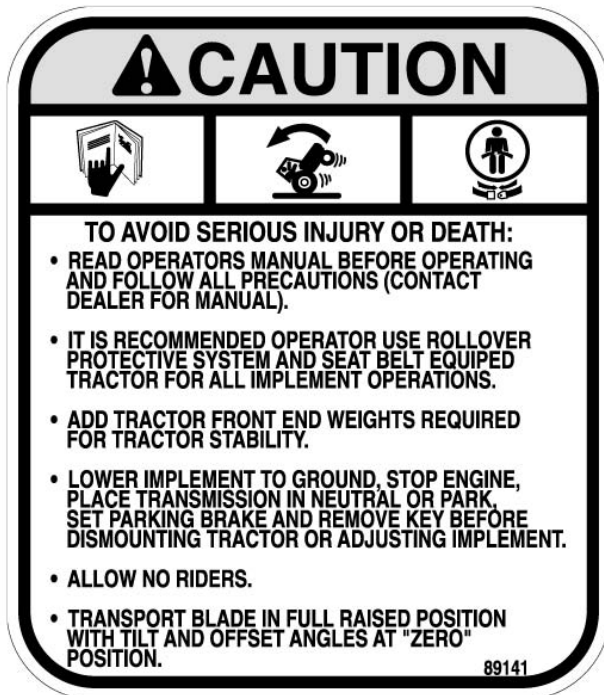 CAUTION
TO AVOID SERIOUS INJURY OR DEATH:
• READ OPERATORS MANUAL BEFORE OPERATING
AND FOLLOW ALL PRECAUTIONS (CONTACT
DEALER FOR MANUAL).
• IT IS RECOMMENDED OPERATOR USE ROLLOVER
PROTECTIVE SYSTEM AND SEAT BELT EQUIPED
TRACTOR FOR ALL IMPLEMENT OPERATIONS.
• ADD TRACTOR FRONT END WEIGHTS REQUIRED
FOR TRACTOR STABILITY.
• LOWER IMPLEMENT TO GROUND, STOP ENGINE,
PLACE TRANSMISSION IN NEUTRAL OR PARK,
SET PARKING BRAKE AND REMOVE KEY BEFORE
DISMOUNTING TRACTOR OR ADJUSTING IMPLEMENT.
• ALLOW NO RIDERS.
• TRANSPORT BLADE IN FULL RAISED POSITION
WITH TILT AND OFFSET ANGLES AT "ZERO"
POSITION.
89141